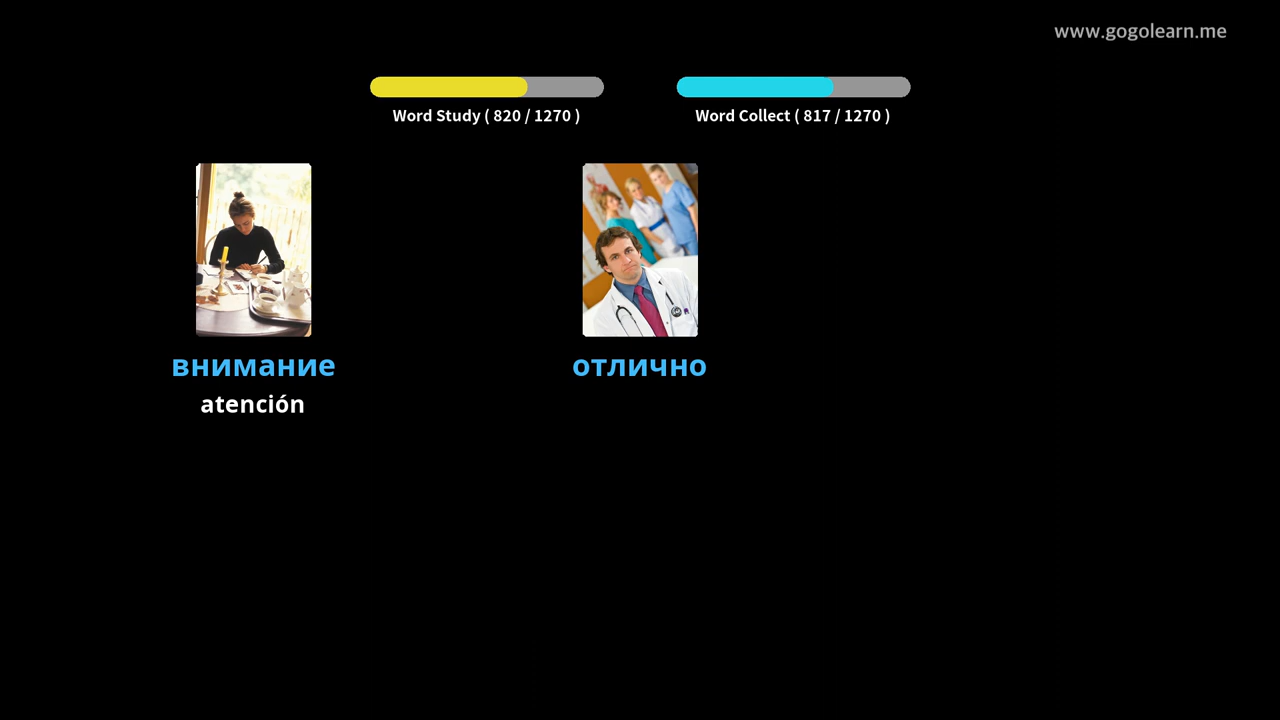 www.gogolearn.me
Word Study ( 820 / 1270 )
Word Collect ( 817 / 1270 )
внимание
atención
отлично